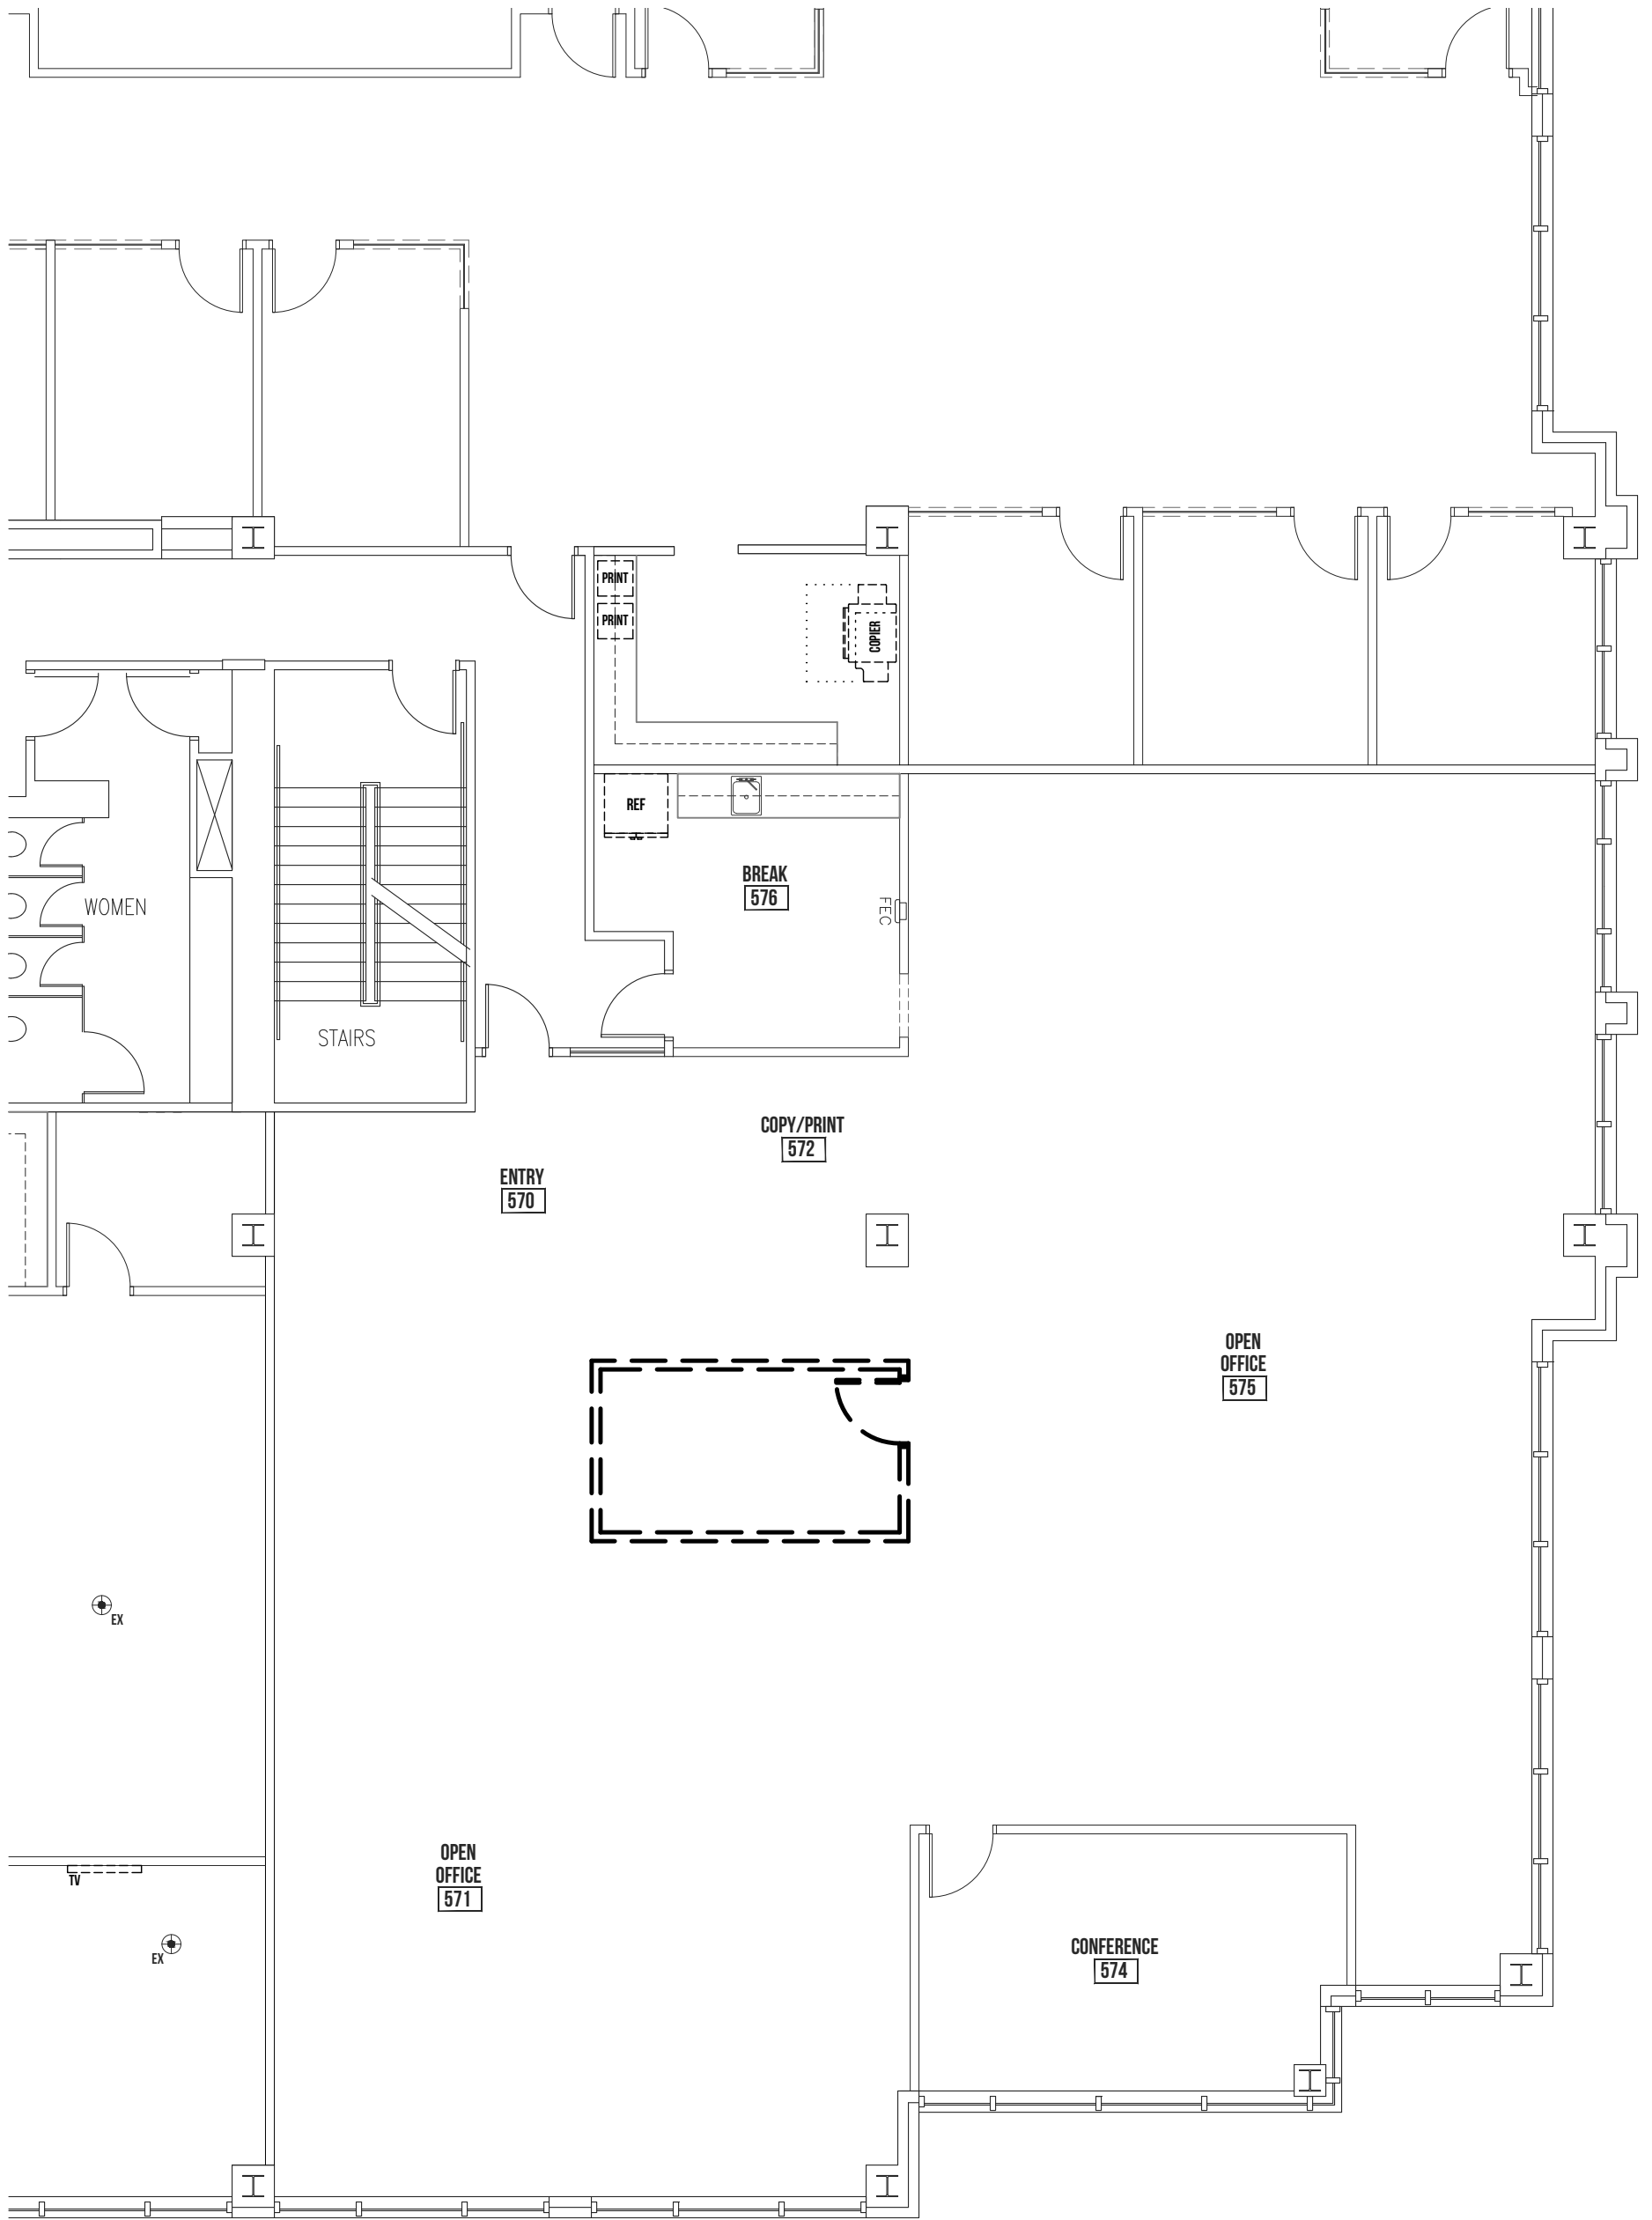 PRINT
PRINT
COPIER
REF
BREAK
576
FEC
WOMEN
STAIRS
COPY/PRINT
572
ENTRY
570
OPEN
OFFICE
575
EX
OPEN
OFFICE
571
TV
CONFERENCE
574
EX